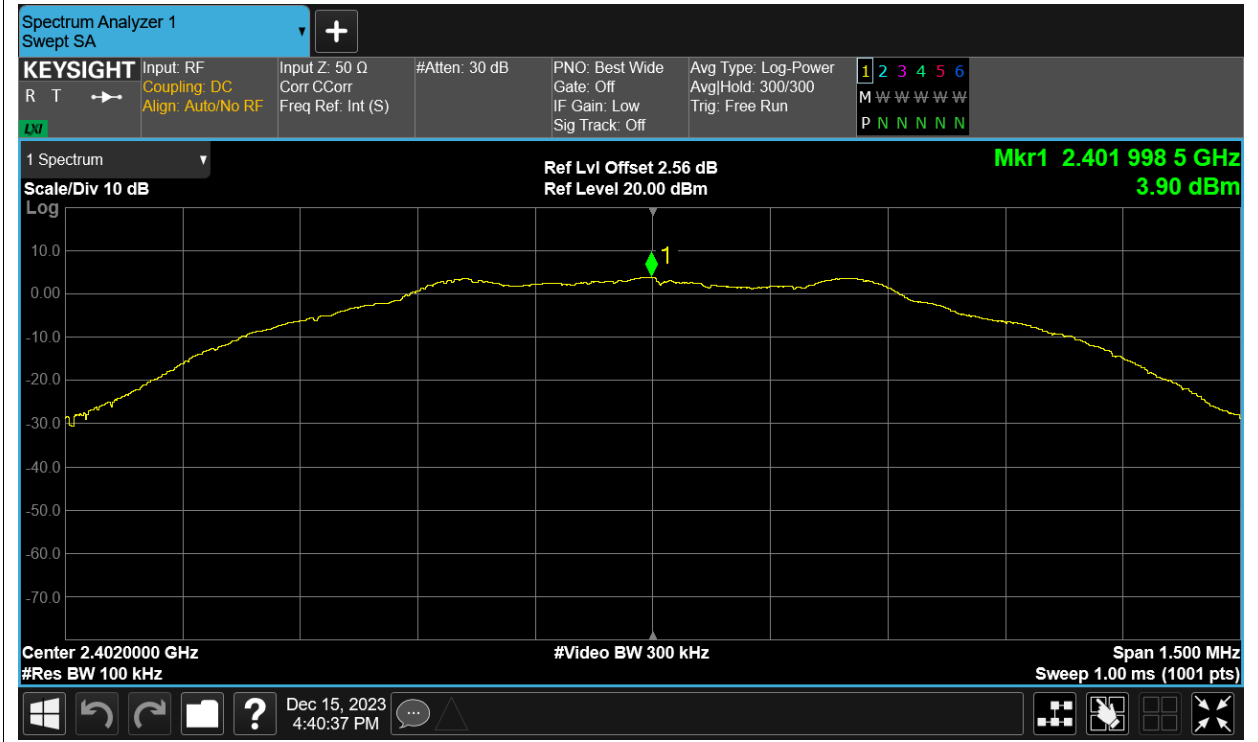 Spectrum Analyzer 1
Swept SA
+
KEYSIGHT
R T
LXI
Input: RF
Coupling: DC
Align: Auto/No RF
Input Z: 50 Ω
Corr CCorr
Freq Ref: Int (S)
#Atten: 30 dB
PNO: Best Wide
Gate: Off
IF Gain: Low
Sig Track: Off
Avg Type: Log-Power
Avg|Hold: 300/300
Trig: Free Run
1 2 3 4 5 6
M W W W W W W
P N N N N N N
1 Spectrum
Scale/Div 10 dB
Log
Ref Lvl Offset 2.56 dB
Ref Level 20.00 dBm
Mkr1 2.401 998 5 GHz
3.90 dBm
1
10.0
0.00
-10.0
-20.0
-30.0
-40.0
-50.0
-60.0
-70.0
Center 2.4020000 GHz
#Video BW 300 kHz
Span 1.500 MHz
#Res BW 100 kHz
Sweep 1.00 ms (1001 pts)
?
Dec 15, 2023
4:40:37 PM